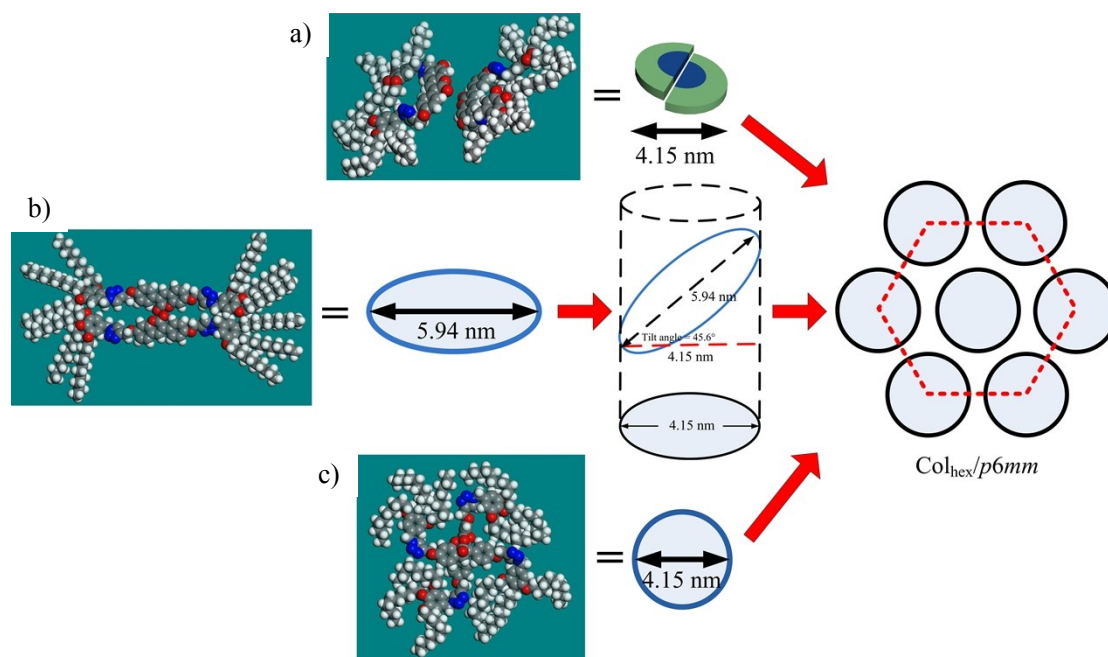 a)
=
4.15 nm
b)
=
5.94 nm
5.94 nm
Tilt angle = 45.6°
4.15 nm
4.15 nm
Colhex/p6mm
c)
=
4.15 nm